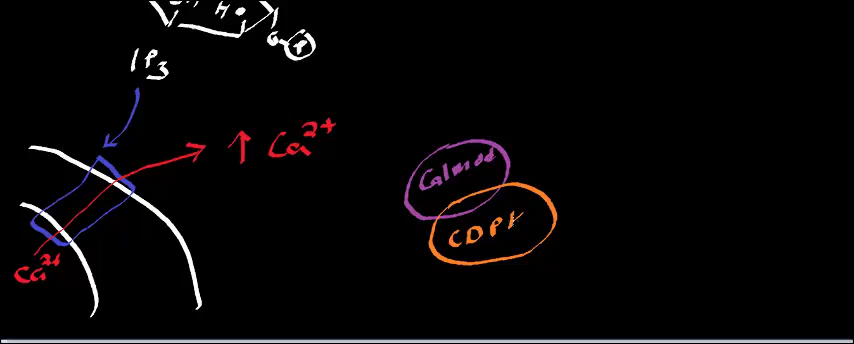 P
IP3
↑ Ca2+
Calmod
CDPK
Ca2+